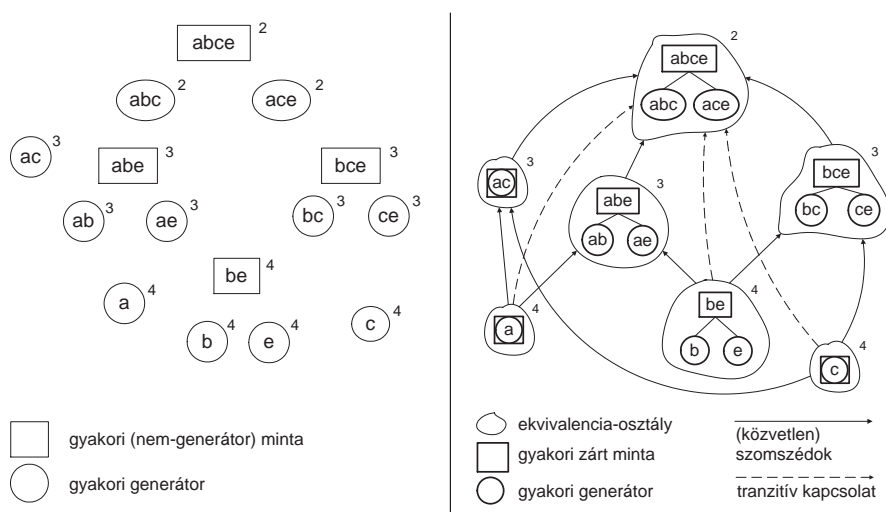 abce 2
abc 2 ace 2
ac 3 abe 3 bce 3
ab 3 ae 3 bc 3 ce 3
be 4
a 4
b 4 e 4 c 4
gyakori (nem-generátor) minta
gyakori generátor
2
abce
abc ace
3
ac
3
abe
ab ae
3
bce
bc ce
4
a
4
be
b e
4
c
ekvivalencia-osztály
gyakori zárt minta
gyakori generátor
(közvetlen)
szomszédok
tranzitív kapcsolat